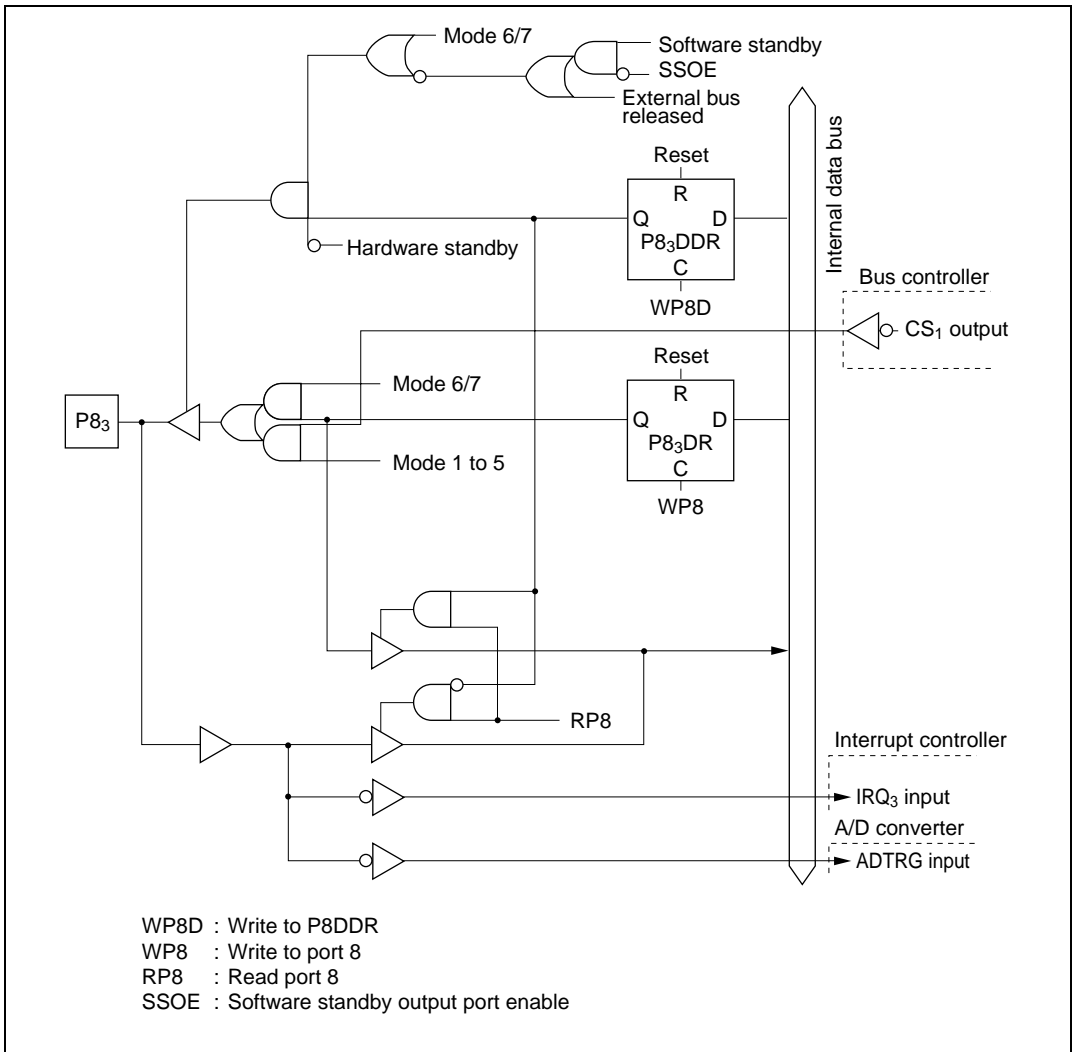 Mode 6/7
Software standby
SSOE
External bus
released
Internal data bus
Reset
R
Q D
P8₃DDR
C
WP8D
Hardware standby
Bus controller
CS₁ output
Reset
R
Q D
P8₃DR
C
WP8
Mode 6/7
P8₃
Mode 1 to 5
RP8
Interrupt controller
IRQ₃ input
A/D converter
ADTRG input
WP8D : Write to P8DDR
WP8 : Write to port 8
RP8 : Read port 8
SSOE : Software standby output port enable